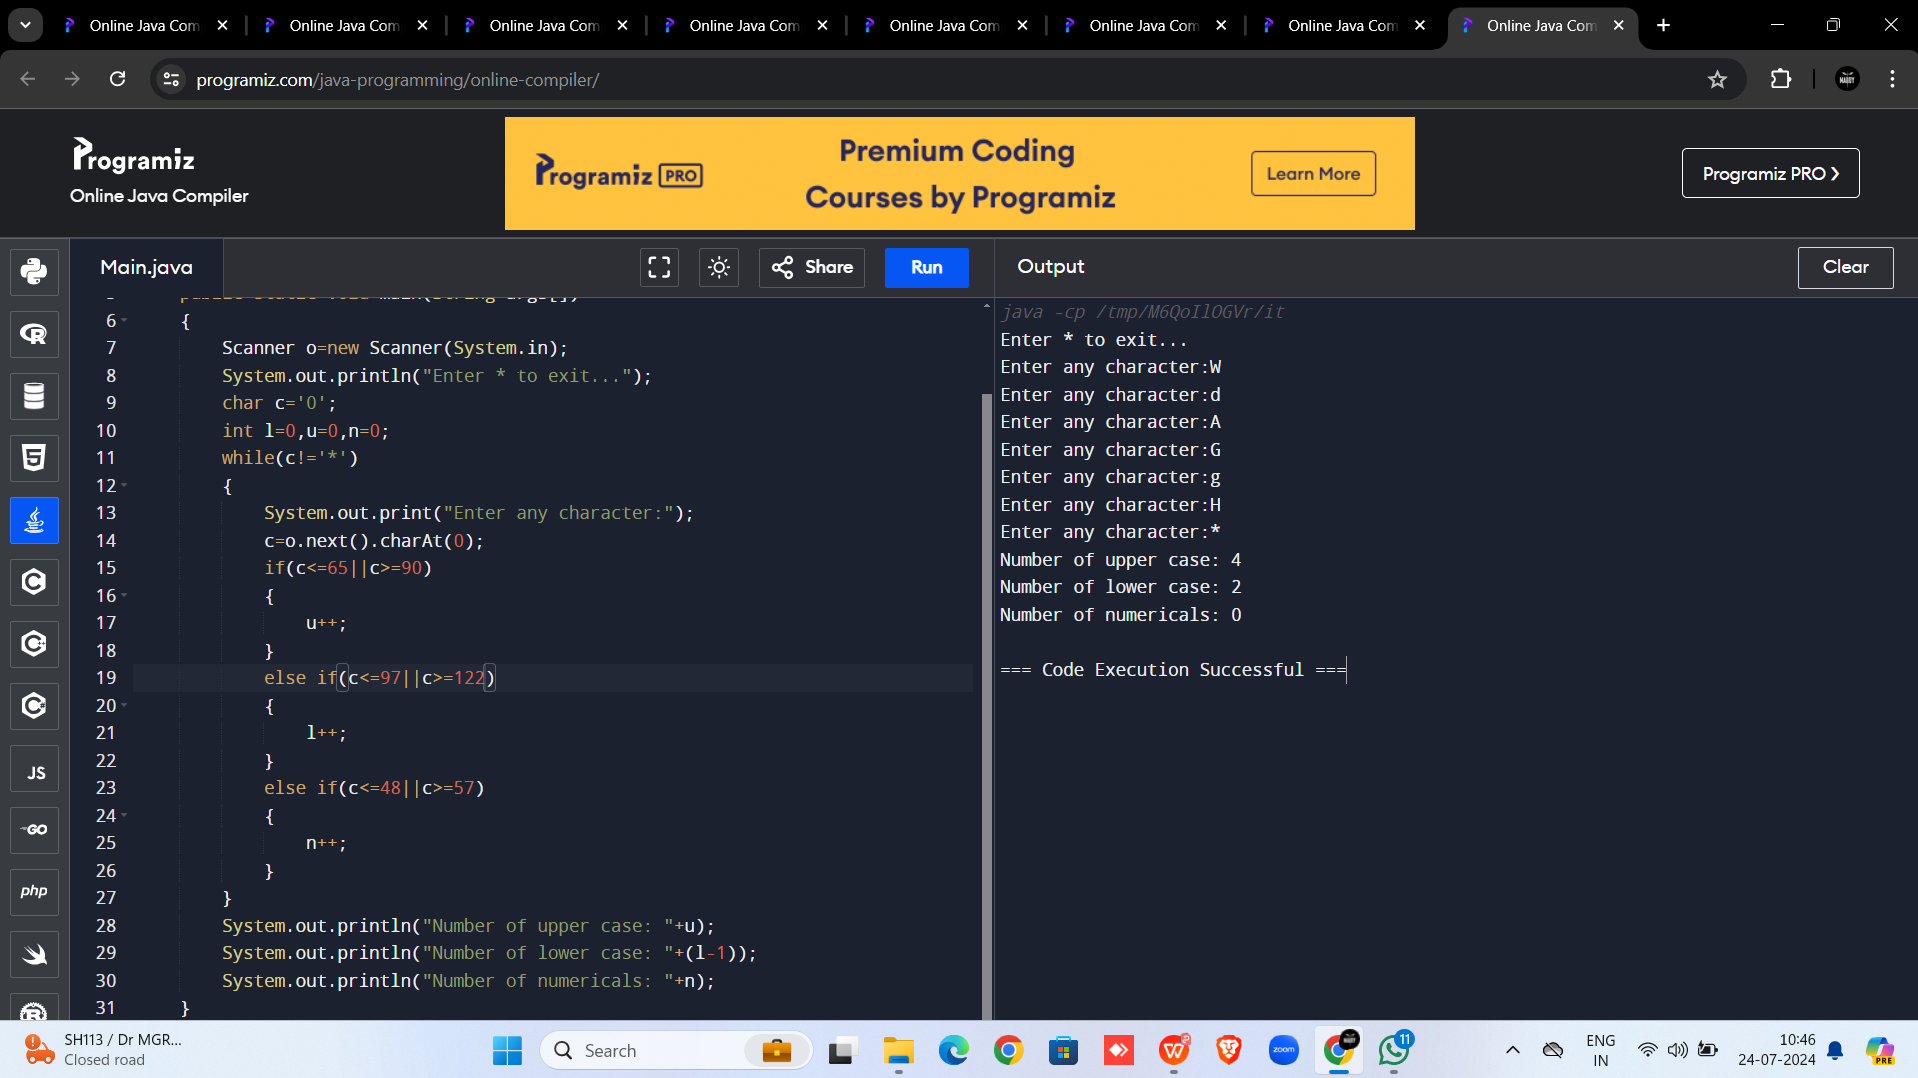 Online Java Com
Online Java Com
Online Java Com
Online Java Com
Online Java Com
Online Java Com
Online Java Com
Online Java Com
programiz.com/java-programming/online-compiler/
Programiz
Online Java Compiler
Programiz PRO
Premium Coding
Courses by Programiz
Learn More
Programiz PRO
Main.java
Share
Run
Output
Clear
6 {
7 Scanner o=new Scanner(System.in);
8 System.out.println("Enter * to exit...");
9 char c='0';
10 int l=0,u=0,n=0;
11 while(c!='*')
12 {
13 System.out.print("Enter any character:");
14 c=o.next().charAt(0);
15 if(c<=65||c>=90)
16 {
17 u++;
18 }
19 else if(c<=97||c>=122)
20 {
21 l++;
22 }
23 else if(c<=48||c>=57)
24 {
25 n++;
26 }
27 }
28 System.out.println("Number of upper case: "+u);
29 System.out.println("Number of lower case: "+(l-1));
30 System.out.println("Number of numericals: "+n);
31 }
java -cp /tmp/M6QoIlOGVr/it
Enter * to exit...
Enter any character:W
Enter any character:d
Enter any character:A
Enter any character:G
Enter any character:g
Enter any character:H
Enter any character:*
Number of upper case: 4
Number of lower case: 2
Number of numericals: 0
=== Code Execution Successful ===
JS
GO
php
SH113 / Dr MGR...
Closed road
Search
zoom
11
ENG
IN
10:46
24-07-2024
PRE